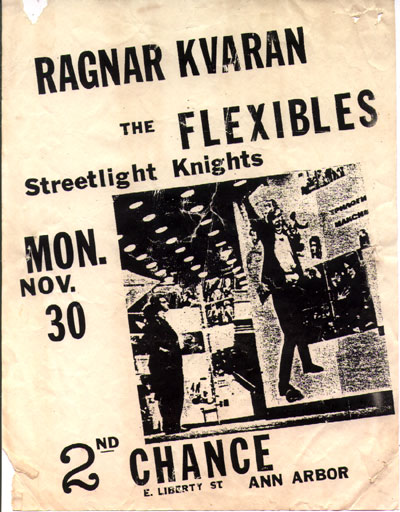 RAGNAR KVARAN
THE FLEXIBLES
Streetlight Knights
MON.
NOV.
30
2ND CHANCE
E. LIBERTY ST ANN ARBOR